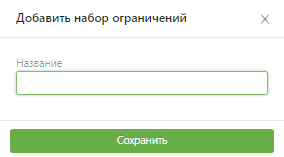 Добавить набор ограничений
Название
Сохранить